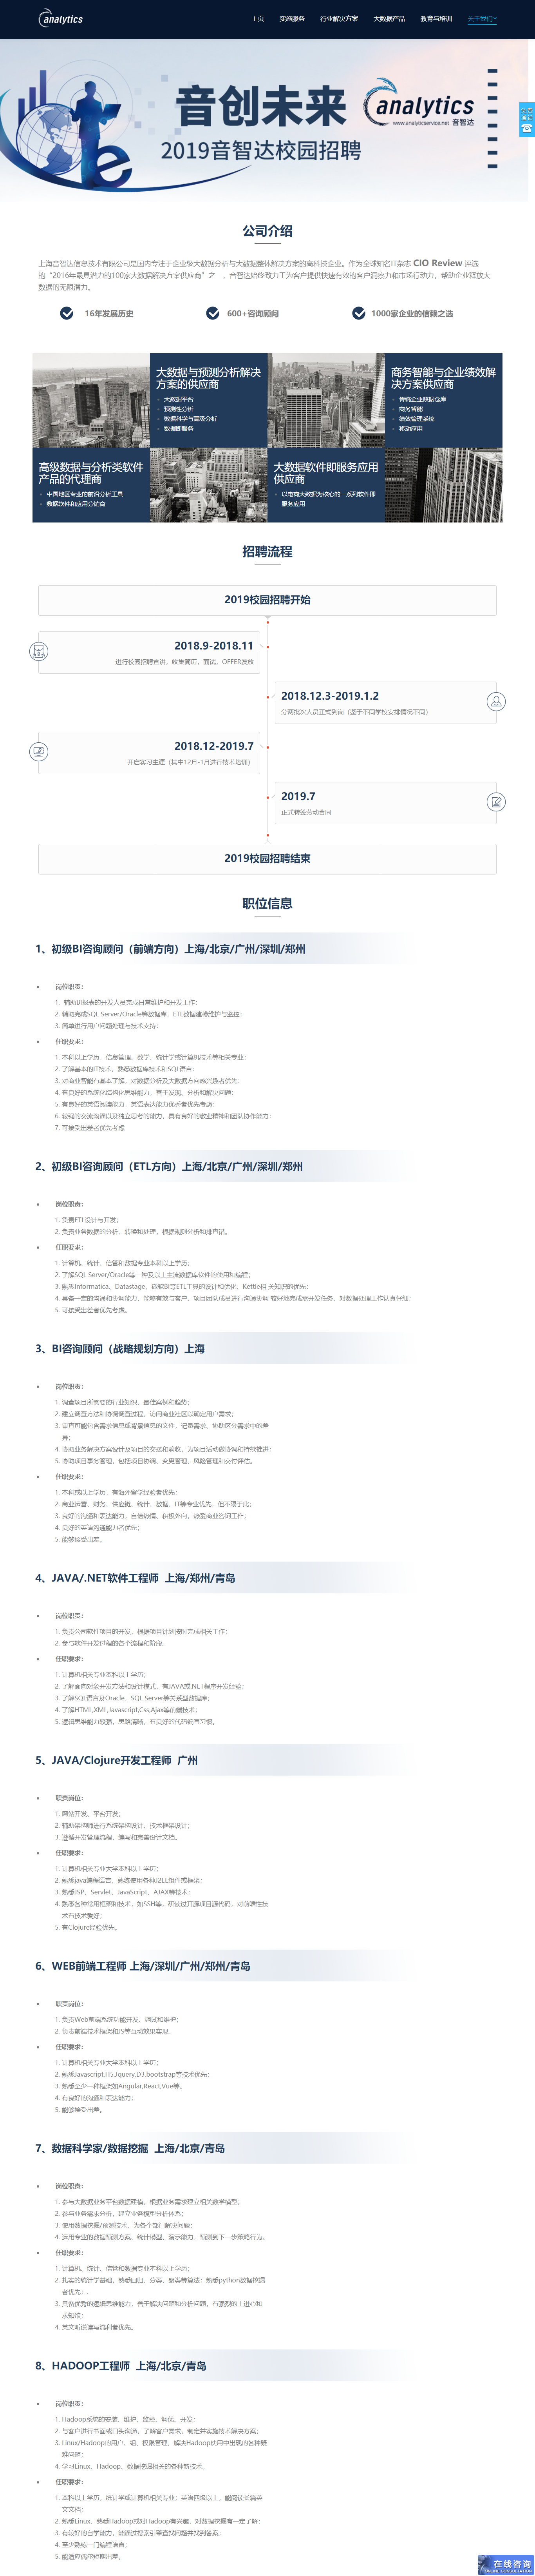 analytics
主页 实施服务 行业解决方案 大数据产品 教育与培训 关于我们
音创未来
analytics
www.analyticservice.net 音智达
2019音智达校园招聘
免费
通话
公司介绍
上海音智达信息技术有限公司是国内专注于企业级大数据分析与大数据整体解决方案的高科技企业。作为全球知名IT杂志 CIO Review 评选
的“2016年最具潜力的100家大数据解决方案供应商”之一，音智达始终致力于为客户提供快速有效的客户洞察力和市场行动力，帮助企业释放大
数据的无限潜力。
16年发展历史
600+咨询顾问
1000家企业的信赖之选
大数据与预测分析解决
方案的供应商
大数据平台
预测性分析
数据科学与高级分析
数据即服务
商务智能与企业绩效解
决方案供应商
传统企业数据仓库
商务智能
绩效管理系统
移动应用
高级数据与分析类软件
产品的代理商
中国地区专业的前沿分析工具
数据软件和应用分销商
大数据软件即服务应用
供应商
以电商大数据为核心的一系列软件即
服务应用
招聘流程
2019校园招聘开始
2018.9-2018.11
进行校园招聘宣讲，收集简历，面试，OFFER发放
2018.12.3-2019.1.2
分两批次人员正式到岗（基于不同学校安排情况不同）
2018.12-2019.7
开启实习生涯（其中12月-1月进行技术培训）
2019.7
正式转签劳动合同
2019校园招聘结束
职位信息
1、初级BI咨询顾问（前端方向）上海/北京/广州/深圳/郑州
岗位职责：
1. 辅助BI报表的开发人员完成日常维护和开发工作；
2. 辅助完成SQL Server/Oracle等数据库，ETL数据建模维护与监控；
3. 简单进行用户问题处理与技术支持；
任职要求：
1. 本科以上学历，信息管理、数学、统计学或计算机技术等相关专业；
2. 了解基本的IT技术，熟悉数据库技术和SQL语言；
3. 对商业智能有基本了解，对数据分析及大数据方向感兴趣者优先；
4. 有良好的系统化结构化思维能力，善于发现、分析和解决问题；
5. 有良好的英语阅读能力，英语表达能力优秀者优先考虑；
6. 较强的交流沟通以及独立思考的能力，具有良好的敬业精神和团队协作能力；
7. 可接受出差者优先考虑
2、初级BI咨询顾问（ETL方向）上海/北京/广州/深圳/郑州
岗位职责：
1. 负责ETL设计与开发；
2. 负责业务数据的分析，转换和处理，根据规则分析和排查错。
任职要求：
1. 计算机、统计、信管和数据专业本科以上学历；
2. 了解SQL Server/Oracle等一种及以上主流数据库软件的使用和编程；
3. 熟悉Informatica、Datastage、微软BI等ETL工具的设计和优化，Kettle相 关知识的优先；
4. 具备一定的沟通和协调能力，能够有效与客户、项目团队成员进行沟通协调 较好地完成需开发任务，对数据处理工作认真仔细；
5. 可接受出差者优先考虑。
3、BI咨询顾问（战略规划方向）上海
岗位职责：
1. 调查项目所需要的行业知识、最佳案例和趋势；
2. 建立调查方法和协调调查过程，访问商业社区以确定用户需求；
3. 审查可能包含需求信息或背量信息的文件，记录需求、协助区分需求中的差
异；
4. 协助业务解决方案设计及项目的交接和验收，为项目活动做协调和持续推进；
5. 协助项目事务管理，包括项目协调、变更管理、风险管理和交付评估。
任职要求：
1. 本科或以上学历，有海外留学经验者优先；
2. 商业运营、财务、供应链、统计、数据、IT等专业优先，但不限于此；
3. 良好的沟通和表达能力，自信热情、积极外向，热爱商业咨询工作；
4. 良好的英语沟通能力者优先；
5. 能够接受出差。
4、JAVA/.NET软件工程师 上海/郑州/青岛
岗位职责：
1. 负责公司软件项目的开发，根据项目计划按时完成相关工作；
2. 参与软件开发过程的各个流程和阶段。
任职要求：
1. 计算机相关专业本科以上学历；
2. 了解面向对象开发方法和设计模式，有JAVA或.NET程序开发经验；
3. 了解SQL语言及Oracle，SQL Server等关系型数据库；
4. 了解HTML,XML,Javascript,Css,Ajax等前端技术；
5. 逻辑思维能力较强、思路清晰，有良好的代码编写习惯。
5、JAVA/Clojure开发工程师 广州
职责岗位：
1. 网站开发、平台开发；
2. 辅助架构师进行系统架构设计，技术框架设计；
3. 遵循开发管理流程，编写和完善设计文档。
任职要求：
1. 计算机相关专业大学本科以上学历；
2. 熟悉java编程语言，熟练使用各种J2EE组件或框架；
3. 熟悉JSP、Servlet、JavaScript，AJAX等技术；
4. 熟悉各种常用框架和技术，如SSH等，研读过开源项目源代码，对前瞻性技
术有技术爱好；
5. 有Clojure经验优先。
6、WEB前端工程师 上海/深圳/广州/郑州/青岛
职责岗位：
1. 负责Web前端系统功能开发、调试和维护；
2. 负责前端技术框架和JS等互动效果实现。
任职要求：
1. 计算机相关专业大学本科以上学历；
2. 熟悉Javascript,H5,Jquery,D3,bootstrap等技术优先；
3. 熟悉至少一种框架如Angular,React,Vue等。
4. 有良好的沟通和表达能力；
5. 能够接受出差。
7、数据科学家/数据挖掘 上海/北京/青岛
岗位职责：
1. 参与大数据业务平台数据建模，根据业务需求建立相关数学模型；
2. 参与业务需求分析，建立业务模型分析体系；
3. 使用数据挖掘/预测技术，为各个部门解决问题；
4. 运用专业的数据预测方案、统计模型、演示能力，预测到下一步策略行为。
任职要求：
1. 计算机、统计、信管和数据专业本科以上学历；
2. 扎实的统计学基础，熟悉回归、分类、聚类等算法；熟悉python数据挖掘
者优先；.
3. 具备优秀的逻辑思维能力，善于解决问题和分析问题，有强烈的上进心和
求知欲；
4. 英文听说读写流利者优先。
8、HADOOP工程师 上海/北京/青岛
岗位职责：
1. Hadoop系统的安装、维护、监控、调优、开发；
2. 与客户进行书面或口头沟通，了解客户需求，制定并实施技术解决方案；
3. Linux/Hadoop的用户、组、权限管理，解决Hadoop使用中出现的各种疑
难问题；
4. 学习Linux、Hadoop、数据挖掘相关的各种新技术。
任职要求：
1. 本科以上学历，统计学或计算机相关专业；英语四级以上，能阅读长篇英
文文档；
2. 熟悉Linux、熟悉Hadoop或对Hadoop有兴趣，对数据挖掘有一定了解；
3. 有较好的自学能力，能通过搜索引擎查找问题并找到答案；
4. 至少熟练一门编程语言；
5. 能适应偶尔短期出差。
在线咨询
ONLINE CONSULTATION